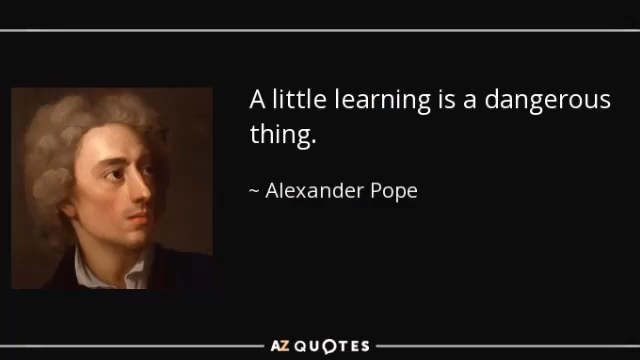 A little learning is a dangerous
thing.
~ Alexander Pope
AZ QUOTES